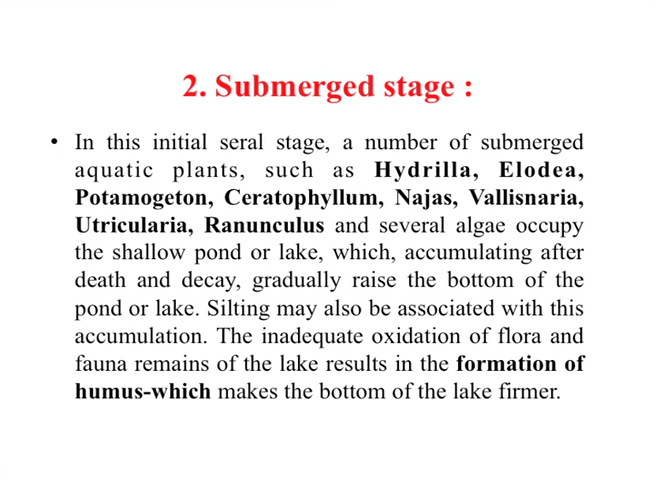 2. Submerged stage :
• In this initial seral stage, a number of submerged
aquatic plants, such as Hydrilla, Elodea,
Potamogeton, Ceratophyllum, Najas, Vallisnaria,
Utricularia, Ranunculus and several algae occupy
the shallow pond or lake, which, accumulating after
death and decay, gradually raise the bottom of the
pond or lake. Silting may also be associated with this
accumulation. The inadequate oxidation of flora and
fauna remains of the lake results in the formation of
humus-which makes the bottom of the lake firmer.